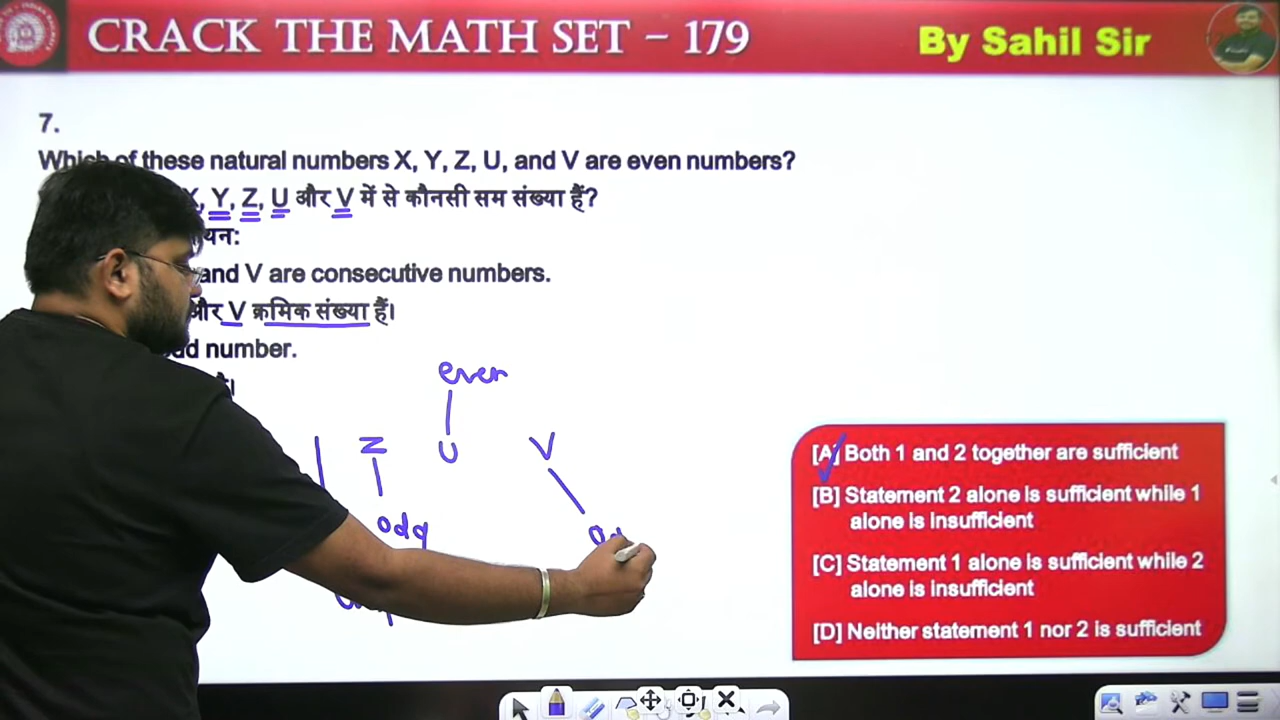 CRACK THE MATH SET – 179
By Sahil Sir
7.
Which of these natural numbers X, Y, Z, U, and V are even numbers?
X, Y, Z, U और V में से कौनसी सम संख्या हैं?
and V are consecutive numbers.
और V क्रमिक संख्या हैं।
odd number.
even
Z U V
odd
[A] Both 1 and 2 together are sufficient
[B] Statement 2 alone is sufficient while 1
alone is insufficient
[C] Statement 1 alone is sufficient while 2
alone is insufficient
[D] Neither statement 1 nor 2 is sufficient